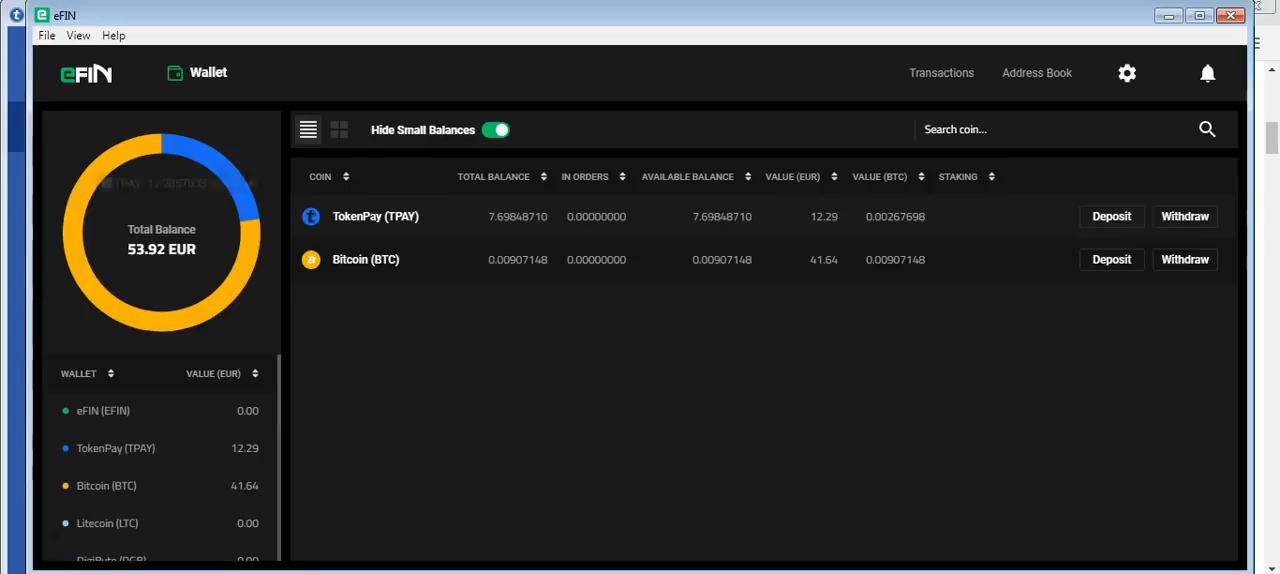 eFIN
File View Help
eFIN Wallet Transactions Address Book
Hide Small Balances Search coin...
COIN TOTAL BALANCE IN ORDERS AVAILABLE BALANCE VALUE (EUR) VALUE (BTC) STAKING
TokenPay (TPAY) 7.69848710 0.00000000 7.69848710 12.29 0.00267698 Deposit Withdraw
Bitcoin (BTC) 0.00907148 0.00000000 0.00907148 41.64 0.00907148 Deposit Withdraw
Total Balance
53.92 EUR
WALLET VALUE (EUR)
eFIN (EFIN) 0.00
TokenPay (TPAY) 12.29
Bitcoin (BTC) 41.64
Litecoin (LTC) 0.00
DigiByte (DGB) 0.00